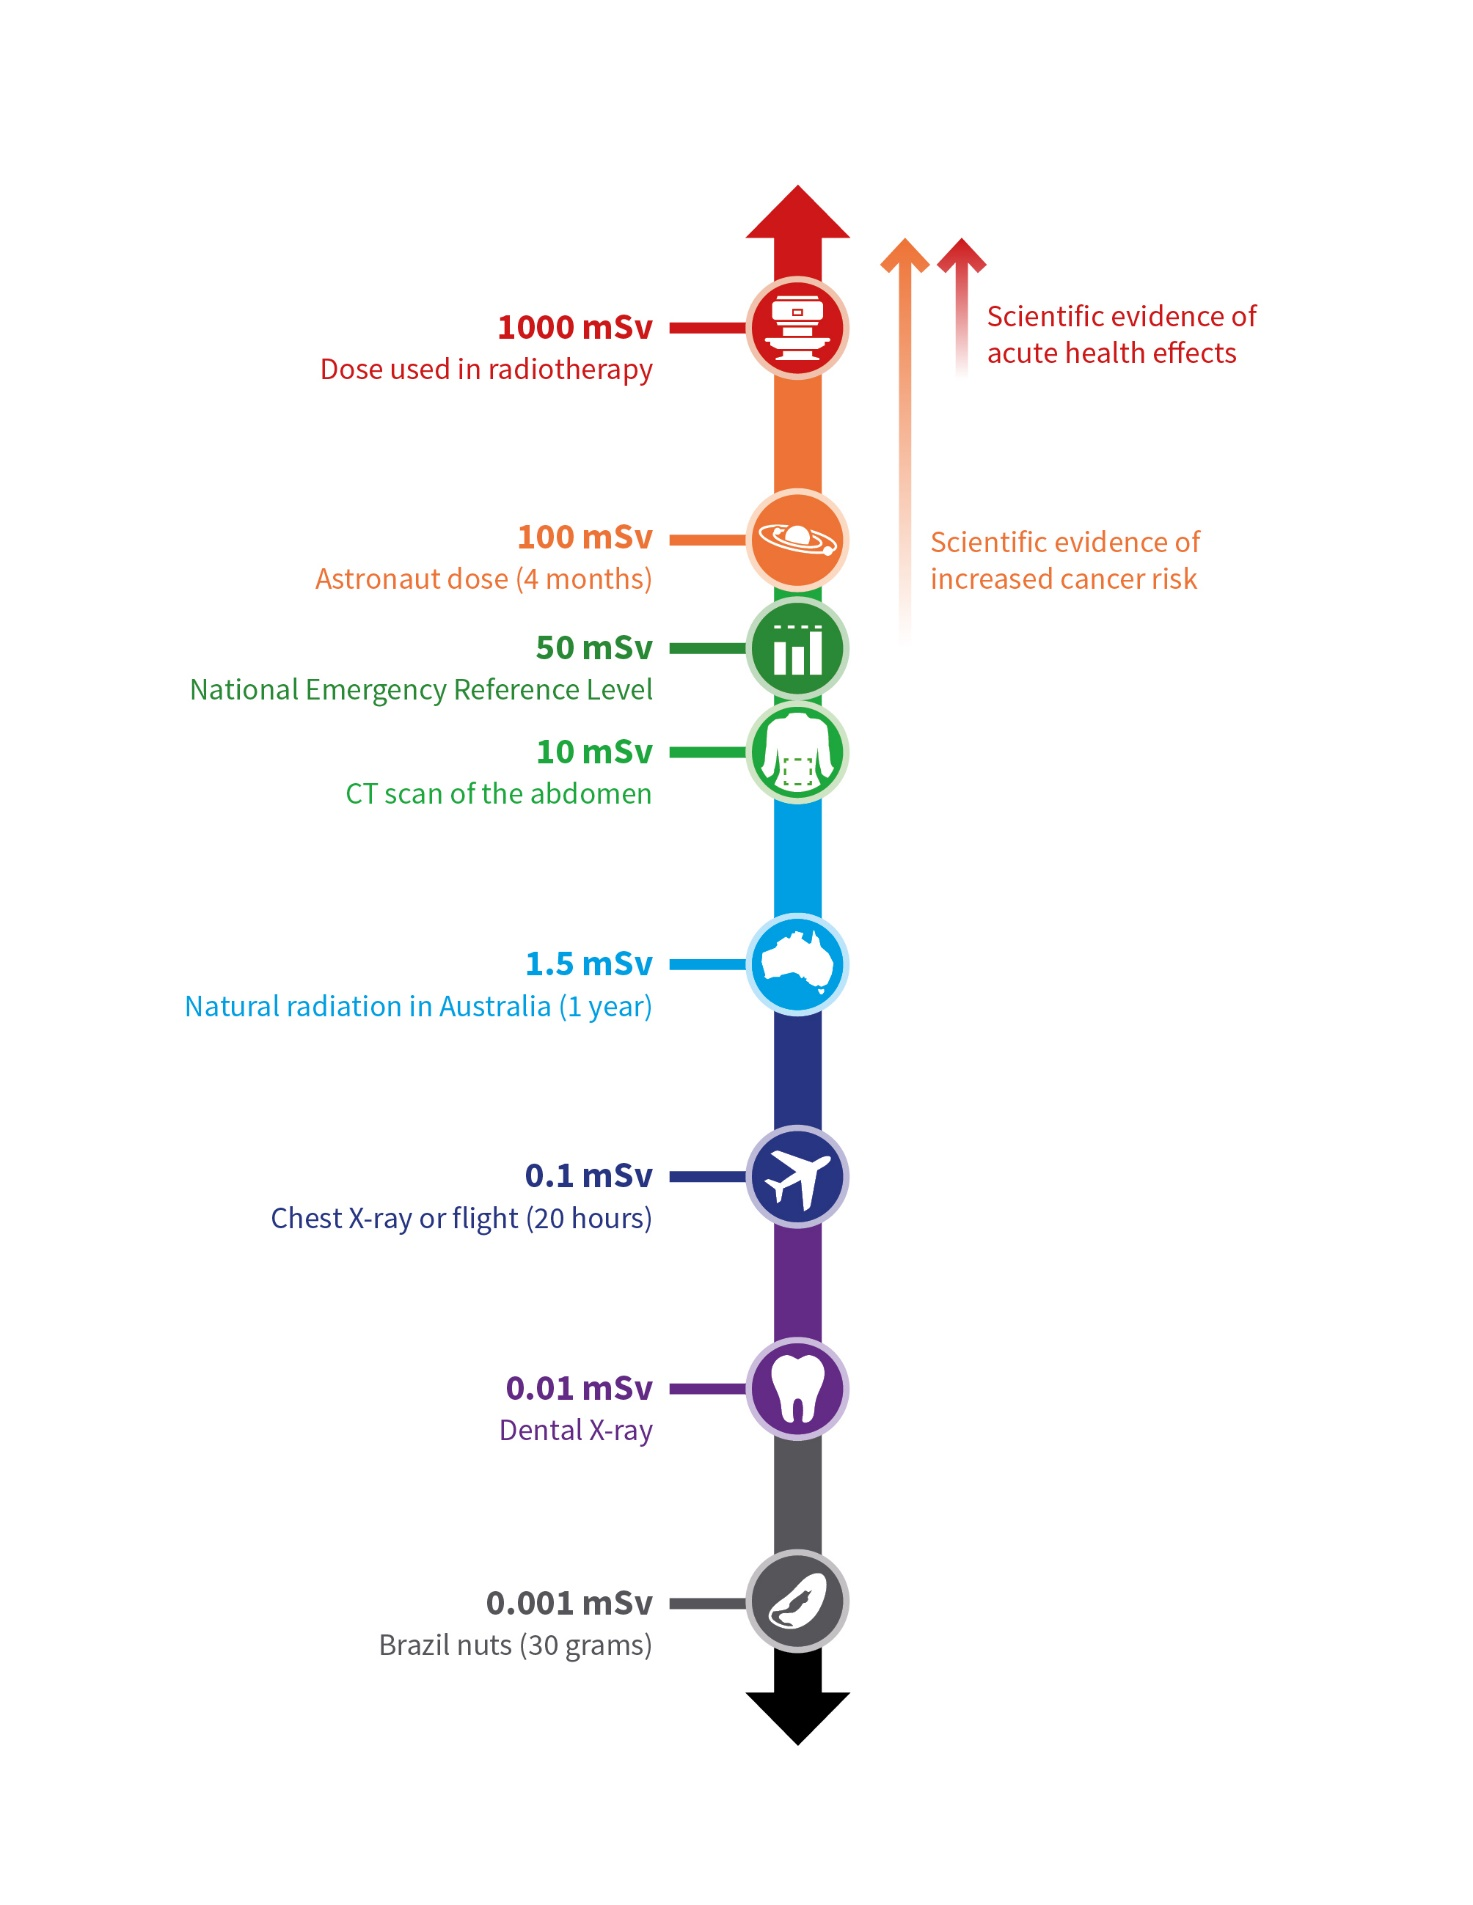 1000 mSv
Dose used in radiotherapy
Scientific evidence of
acute health effects
100 mSv
Astronaut dose (4 months)
Scientific evidence of
increased cancer risk
50 mSv
National Emergency Reference Level
10 mSv
CT scan of the abdomen
1.5 mSv
Natural radiation in Australia (1 year)
0.1 mSv
Chest X-ray or flight (20 hours)
0.01 mSv
Dental X-ray
0.001 mSv
Brazil nuts (30 grams)